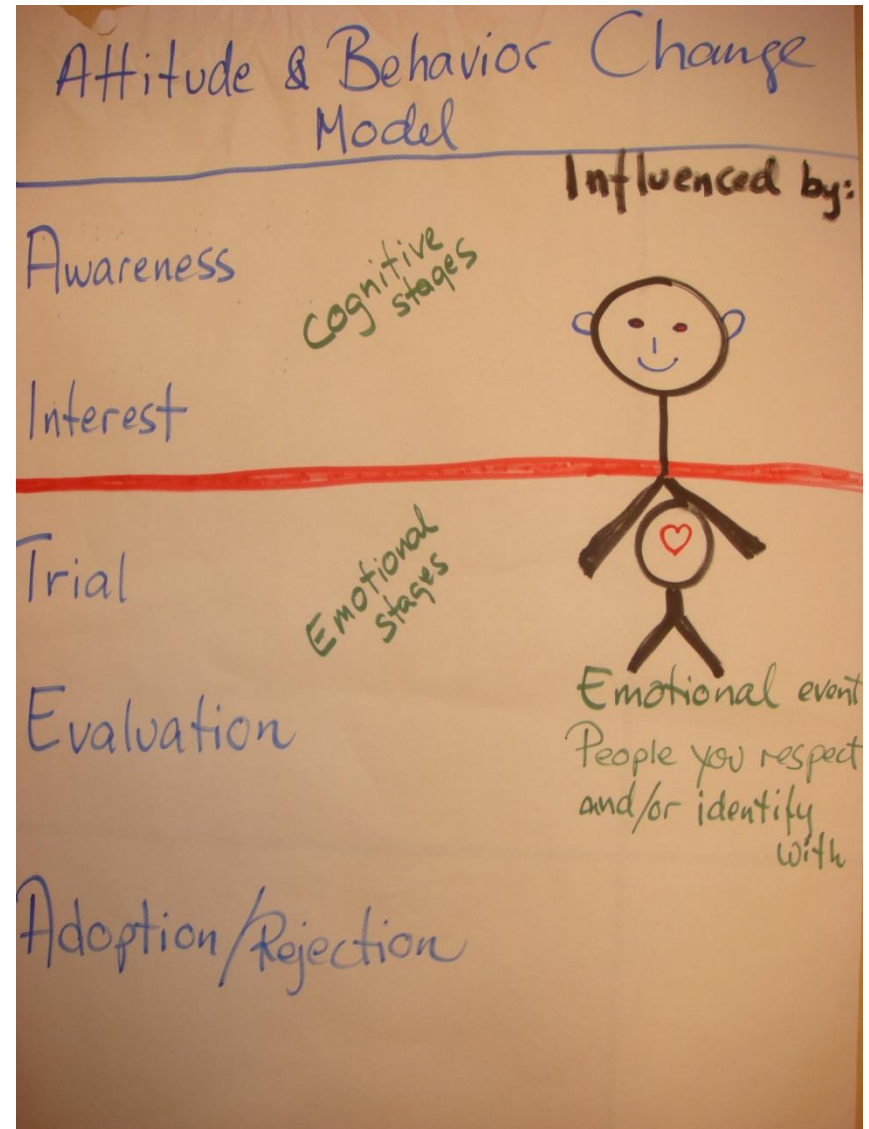 Attitude & Behavior Change
Model
Influenced by:
Awareness
Cognitive
stages
Interest
Trial
Emotional
stages
Evaluation
Emotional event
People you respect
and/or identify
with
Adoption/Rejection